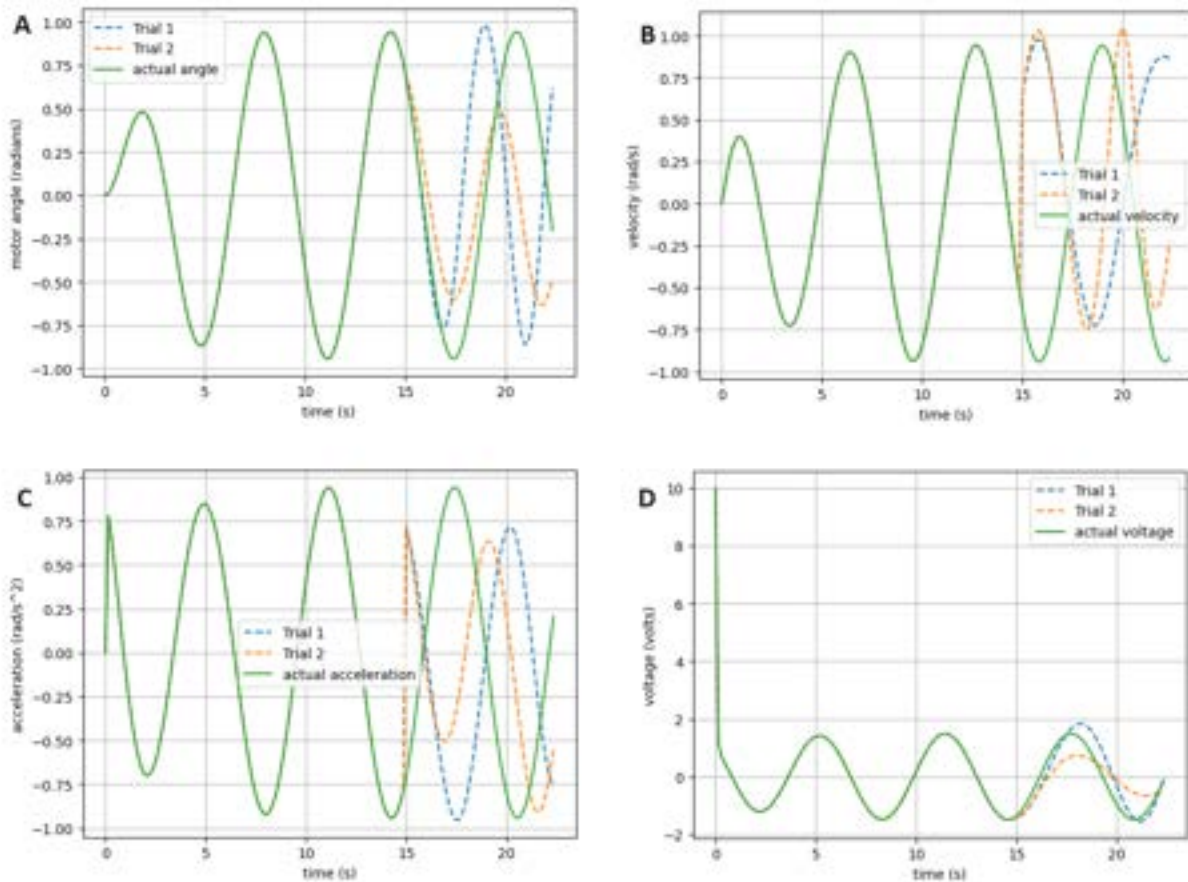 A
1.00
0.75
0.50
0.25
0.00
−0.25
−0.50
−0.75
−1.00
motor angle (radians)
Trial 1
Trial 2
actual angle
0 5 10 15 20
time (s)
B
1.00
0.75
0.50
0.25
0.00
−0.25
−0.50
−0.75
−1.00
velocity (rad/s)
Trial 1
Trial 2
actual velocity
0 5 10 15 20
time (s)
C
1.00
0.75
0.50
0.25
0.00
−0.25
−0.50
−0.75
−1.00
acceleration (rad/s^2)
Trial 1
Trial 2
actual acceleration
0 5 10 15 20
time (s)
D
10
8
6
4
2
0
−2
voltage (volts)
Trial 1
Trial 2
actual voltage
0 5 10 15 20
time (s)